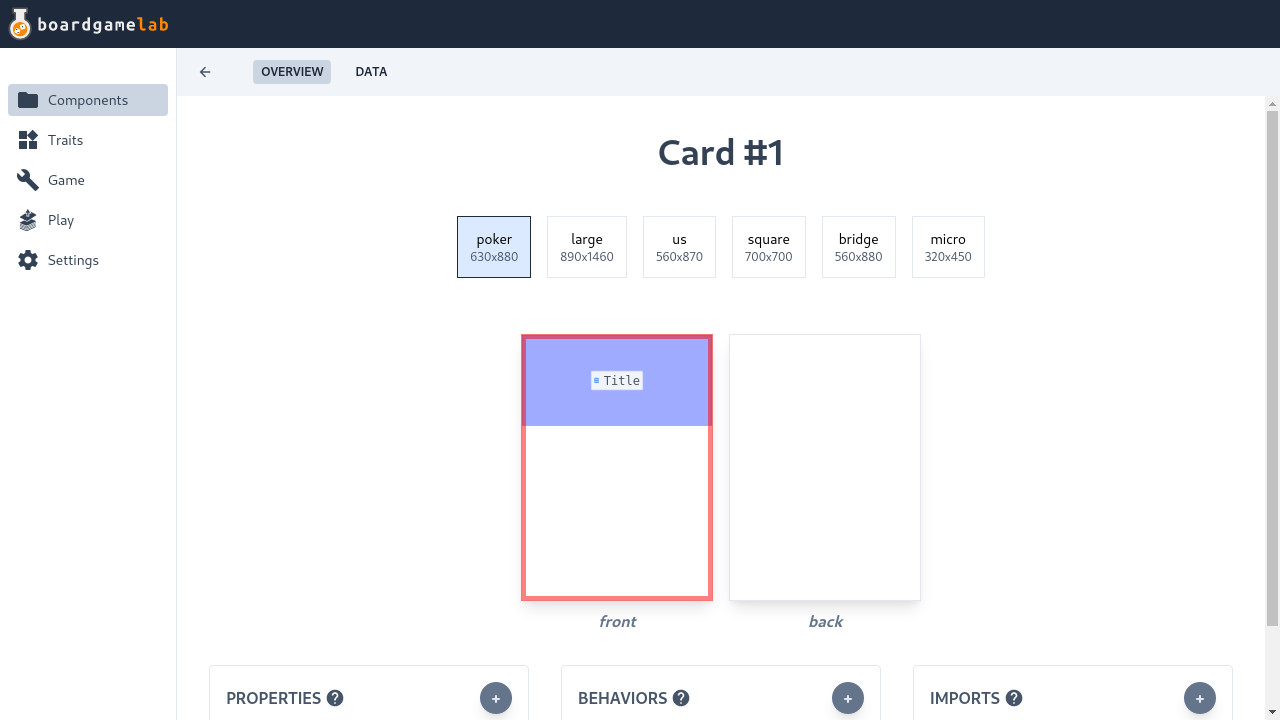 boardgamelab
OVERVIEW
DATA
Components
Traits
Game
Play
Settings
Card #1
poker
630x880
large
890x1460
us
560x870
square
700x700
bridge
560x880
micro
320x450
Title
front
back
PROPERTIES ?
+
BEHAVIORS ?
+
IMPORTS ?
+